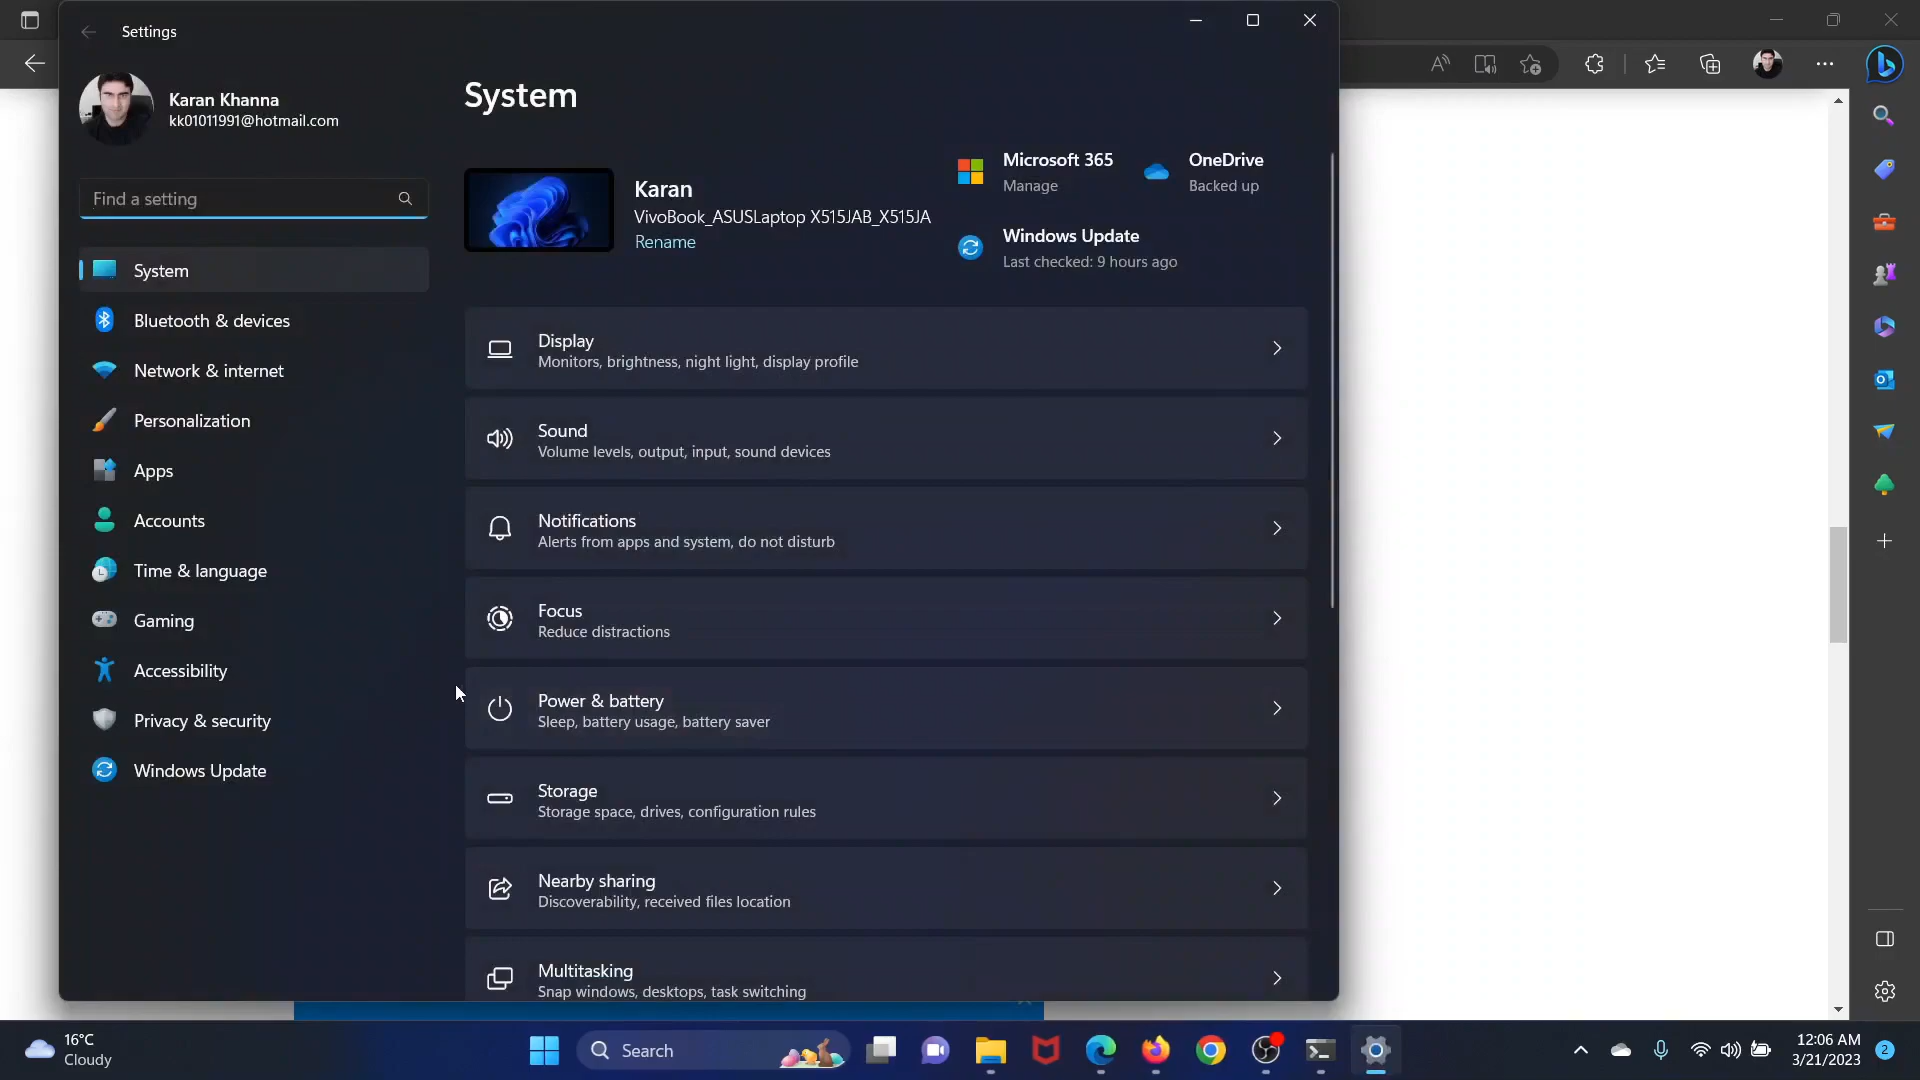 Settings
Karan Khanna
kk01011991@hotmail.com
Find a setting
System
Bluetooth & devices
Network & internet
Personalization
Apps
Accounts
Time & language
Gaming
Accessibility
Privacy & security
Windows Update
System
Karan
VivoBook_ASUSLaptop X515JAB_X515JA
Rename
Microsoft 365
Manage
OneDrive
Backed up
Windows Update
Last checked: 9 hours ago
Display
Monitors, brightness, night light, display profile
Sound
Volume levels, output, input, sound devices
Notifications
Alerts from apps and system, do not disturb
Focus
Reduce distractions
Power & battery
Sleep, battery usage, battery saver
Storage
Storage space, drives, configuration rules
Nearby sharing
Discoverability, received files location
Multitasking
Snap windows, desktops, task switching
16°C
Cloudy
Search
12:06 AM
3/21/2023
2